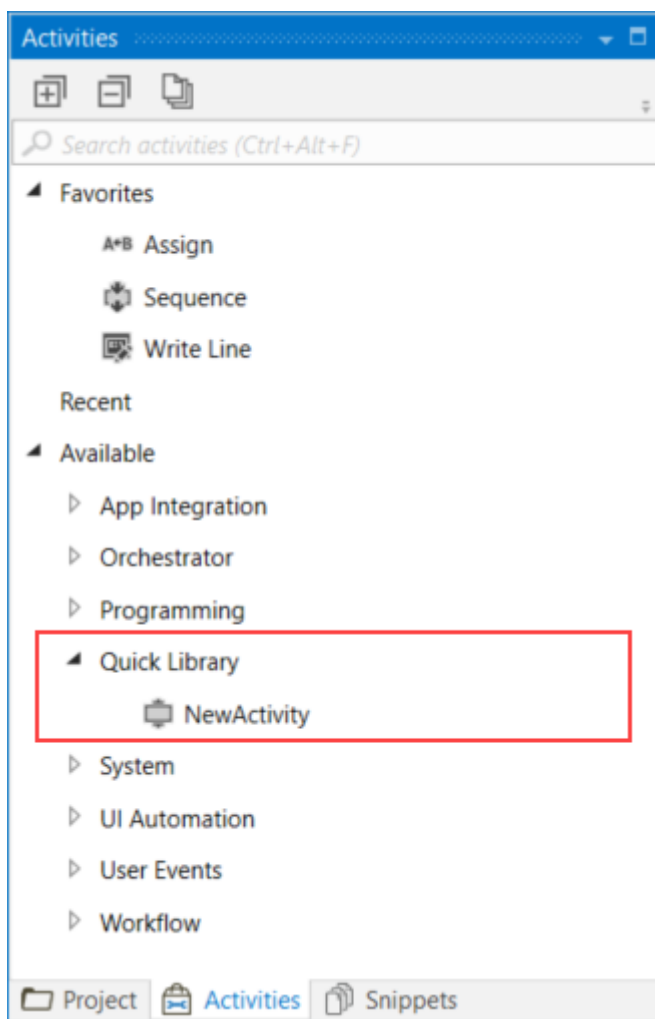 Activities
Search activities (Ctrl+Alt+F)
Favorites
A+B Assign
Sequence
Write Line
Recent
Available
App Integration
Orchestrator
Programming
Quick Library
NewActivity
System
UI Automation
User Events
Workflow
Project Activities Snippets